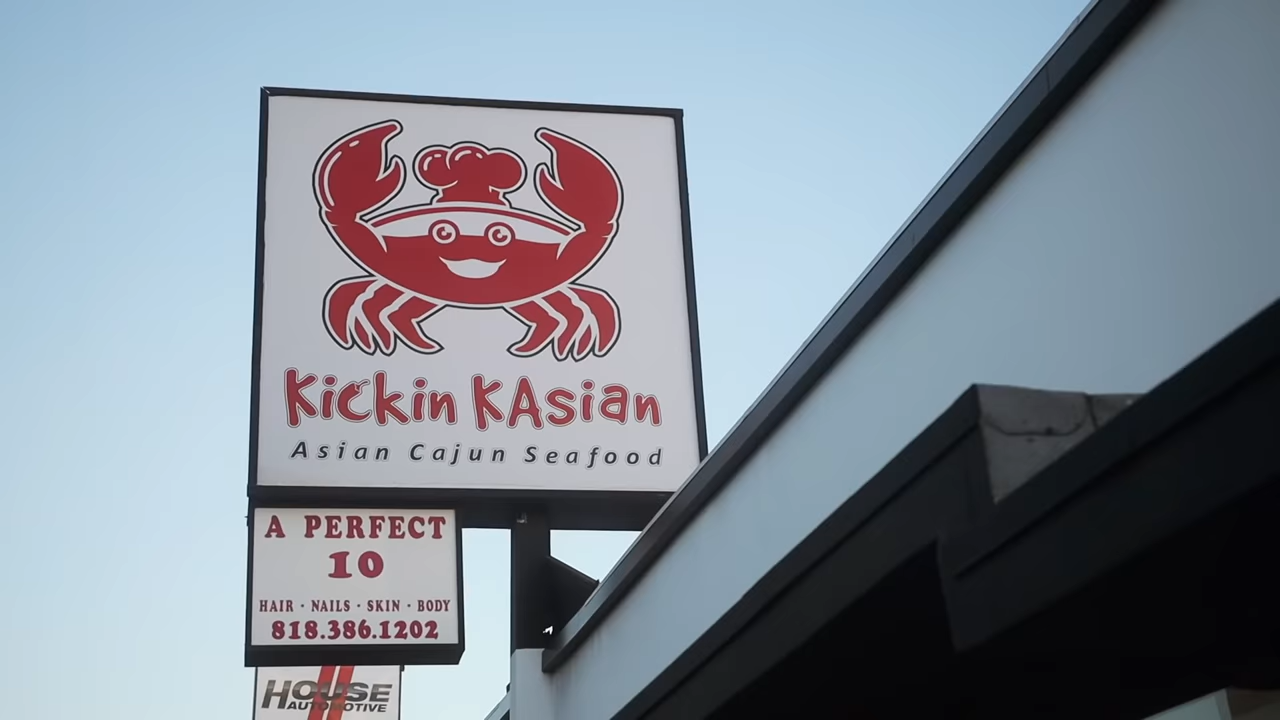 Kickin KAsian
Asian Cajun Seafood
A PERFECT
10
HAIR · NAILS · SKIN · BODY
818.386.1202
HOUSE
AUTOMOTIVE